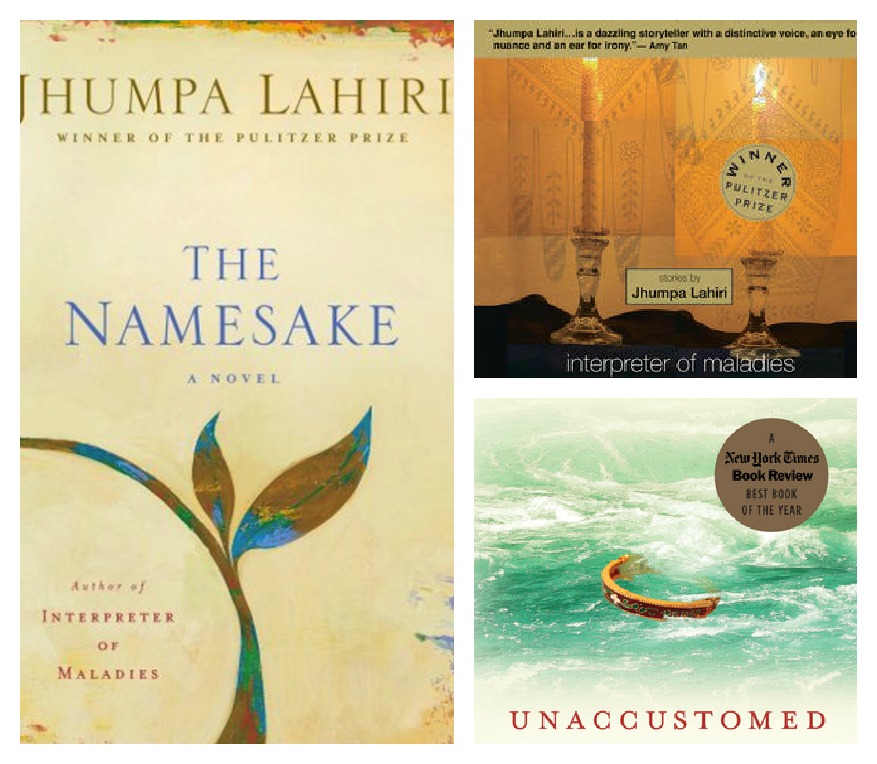 JHUMPA LAHIRI
WINNER OF THE PULITZER PRIZE
THE
NAMESAKE
A NOVEL
Author of
INTERPRETER
OF
MALADIES
"Jhumpa Lahiri...is a dazzling storyteller with a distinctive voice, an eye fo
nuance and an ear for irony."— Amy Tan
WINNER
OF THE
PULITZER
PRIZE
stories by
Jhumpa Lahiri
interpreter of maladies
A
New York Times
Book Review
BEST BOOK
OF THE YEAR
UNACCUSTOMED